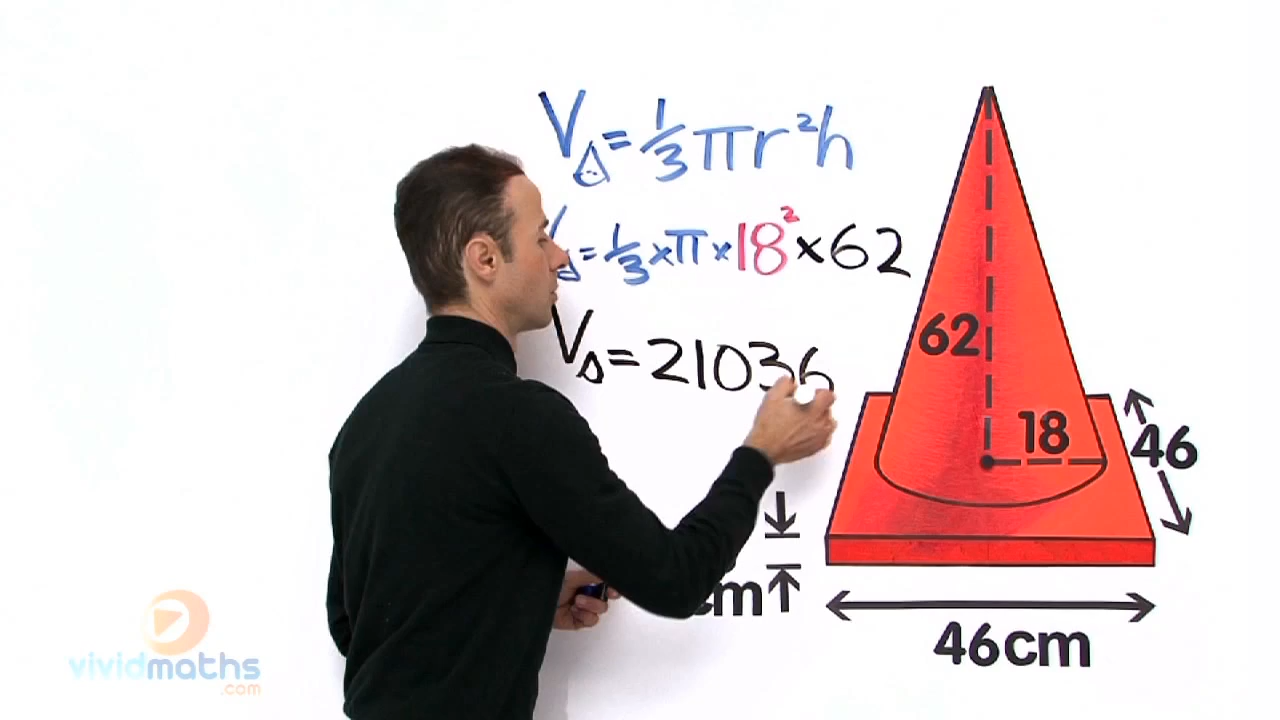 V△=1/3πr²h
V△=1/3×π×18²×62
V△=21036
62
18
46
cm
46cm
vividmaths
.com